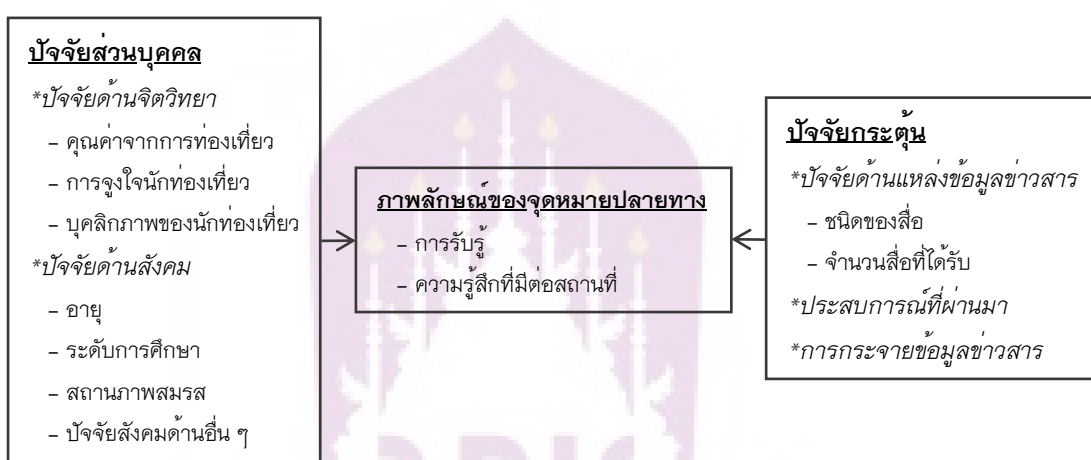 ปัจจัยส่วนบุคคล
*ปัจจัยด้านจิตวิทยา
– คุณค่าจากการท่องเที่ยว
– การจูงใจนักท่องเที่ยว
– บุคลิกภาพของนักท่องเที่ยว
*ปัจจัยด้านสังคม
– อายุ
– ระดับการศึกษา
– สถานภาพสมรส
– ปัจจัยสังคมด้านอื่น ๆ
ภาพลักษณ์ของจุดหมายปลายทาง
– การรับรู้
– ความรู้สึกที่มีต่อสถานที่
ปัจจัยกระตุ้น
*ปัจจัยด้านแหล่งข้อมูลข่าวสาร
– ชนิดของสื่อ
– จำนวนสื่อที่ได้รับ
*ประสบการณ์ที่ผ่านมา
*การกระจายข้อมูลข่าวสาร